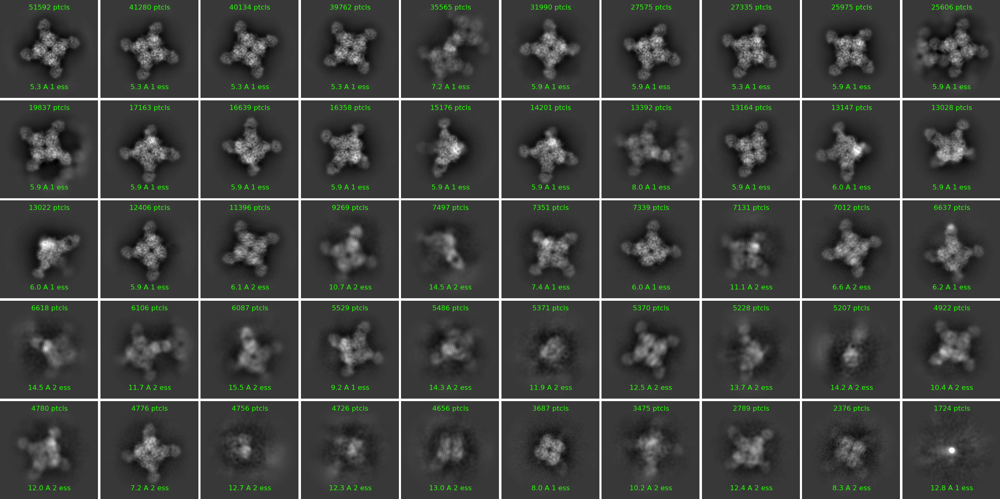 51592 ptcls 41280 ptcls 40134 ptcls 39762 ptcls 35565 ptcls 31990 ptcls 27575 ptcls 27335 ptcls 25975 ptcls 25606 ptcls
5.3 A 1 ess 5.3 A 1 ess 5.3 A 1 ess 5.3 A 1 ess 7.2 A 1 ess 5.9 A 1 ess 5.9 A 1 ess 5.3 A 1 ess 5.9 A 1 ess 5.9 A 1 ess
19837 ptcls 17163 ptcls 16639 ptcls 16358 ptcls 15176 ptcls 14201 ptcls 13392 ptcls 13164 ptcls 13147 ptcls 13028 ptcls
5.9 A 1 ess 5.9 A 1 ess 5.9 A 1 ess 5.9 A 1 ess 5.9 A 1 ess 5.9 A 1 ess 8.0 A 1 ess 5.9 A 1 ess 6.0 A 1 ess 5.9 A 1 ess
13022 ptcls 12406 ptcls 11396 ptcls 9269 ptcls 7497 ptcls 7351 ptcls 7339 ptcls 7131 ptcls 7012 ptcls 6637 ptcls
6.0 A 1 ess 5.9 A 1 ess 6.1 A 2 ess 10.7 A 2 ess 14.5 A 2 ess 7.4 A 1 ess 6.0 A 1 ess 11.1 A 2 ess 6.6 A 2 ess 6.2 A 1 ess
6618 ptcls 6106 ptcls 6087 ptcls 5529 ptcls 5486 ptcls 5371 ptcls 5370 ptcls 5228 ptcls 5207 ptcls 4922 ptcls
14.5 A 2 ess 11.7 A 2 ess 15.5 A 2 ess 9.2 A 1 ess 14.3 A 2 ess 11.9 A 2 ess 12.5 A 2 ess 13.7 A 2 ess 14.2 A 2 ess 10.4 A 2 ess
4780 ptcls 4776 ptcls 4756 ptcls 4726 ptcls 4656 ptcls 3687 ptcls 3475 ptcls 2789 ptcls 2376 ptcls 1724 ptcls
12.0 A 2 ess 7.2 A 2 ess 12.7 A 2 ess 12.3 A 2 ess 13.0 A 2 ess 8.0 A 1 ess 10.2 A 2 ess 12.4 A 2 ess 8.3 A 2 ess 12.8 A 1 ess